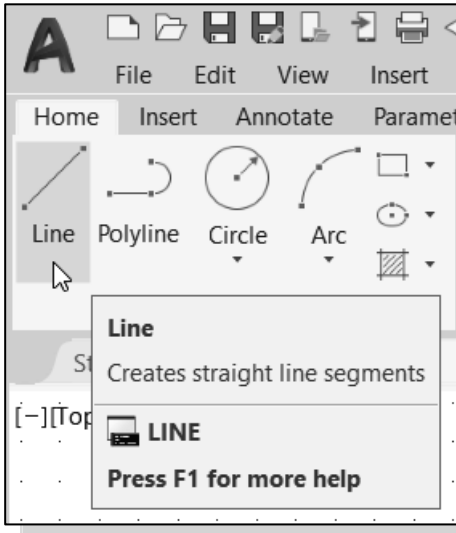 File Edit View Insert
Home Insert Annotate Paramet
Line Polyline Circle Arc
Line
Creates straight line segments
[−][Top
LINE
Press F1 for more help